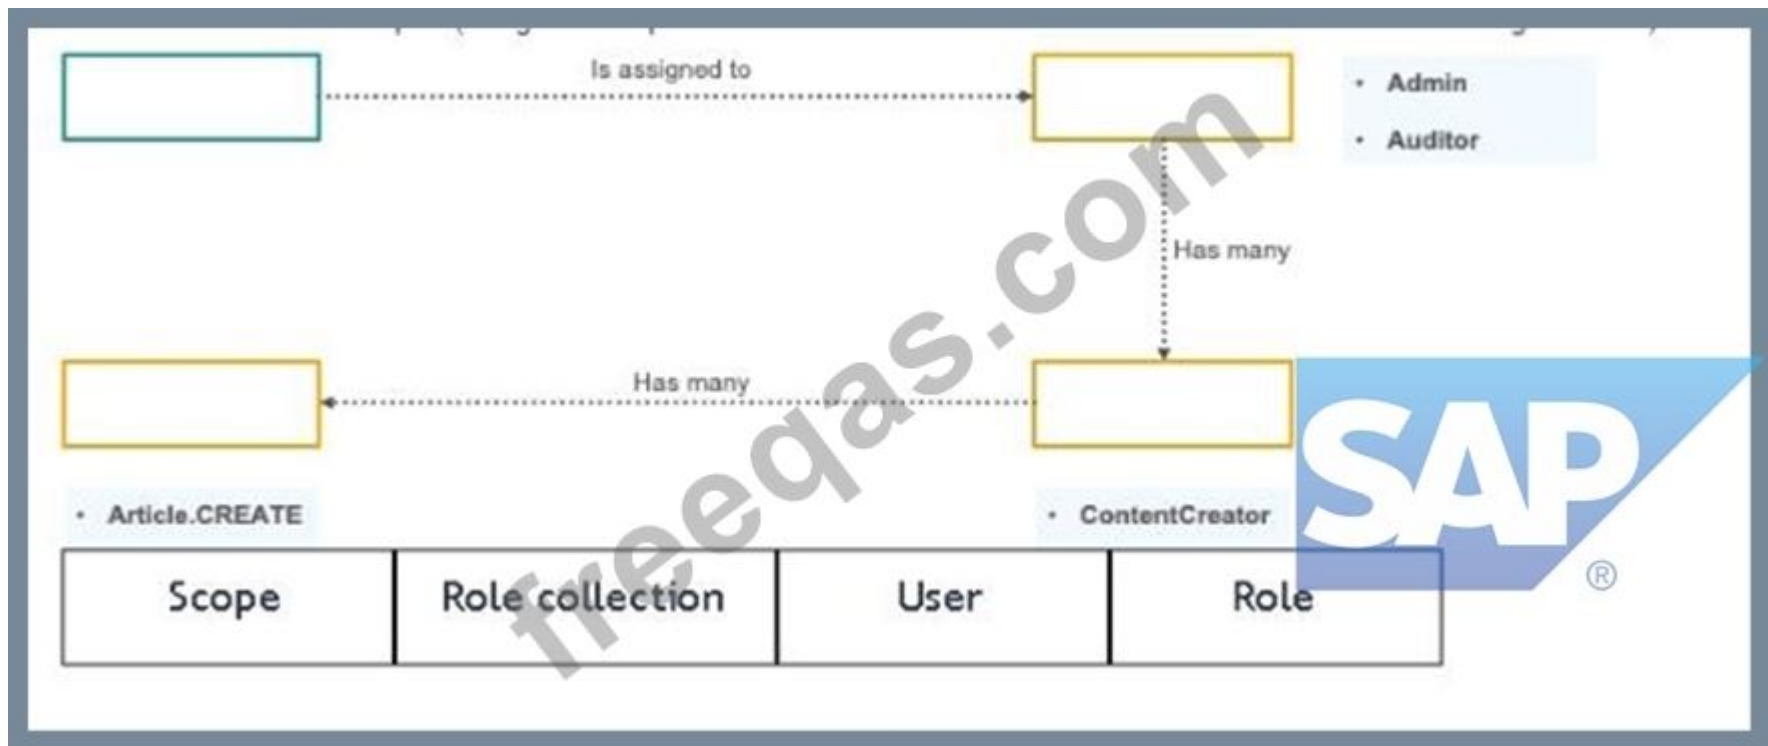 Is assigned to
• Admin
• Auditor
Has many
Has many
• Article.CREATE
• ContentCreator
SAP
®
Scope
Role collection
User
Role
freeqas.com